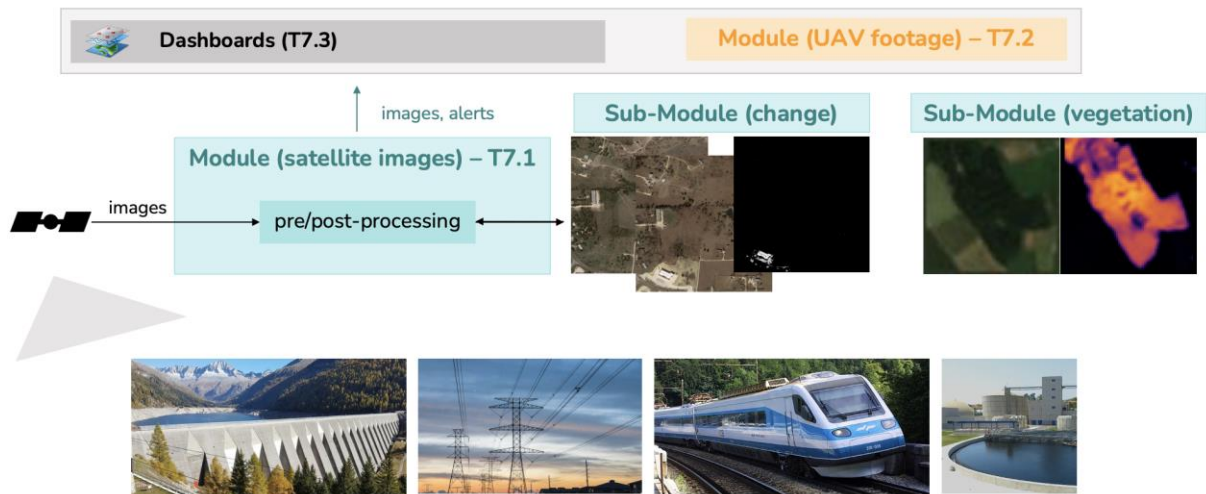 Dashboards (T7.3)
Module (UAV footage) – T7.2
images, alerts
Sub-Module (change)
Sub-Module (vegetation)
Module (satellite images) – T7.1
images
pre/post-processing